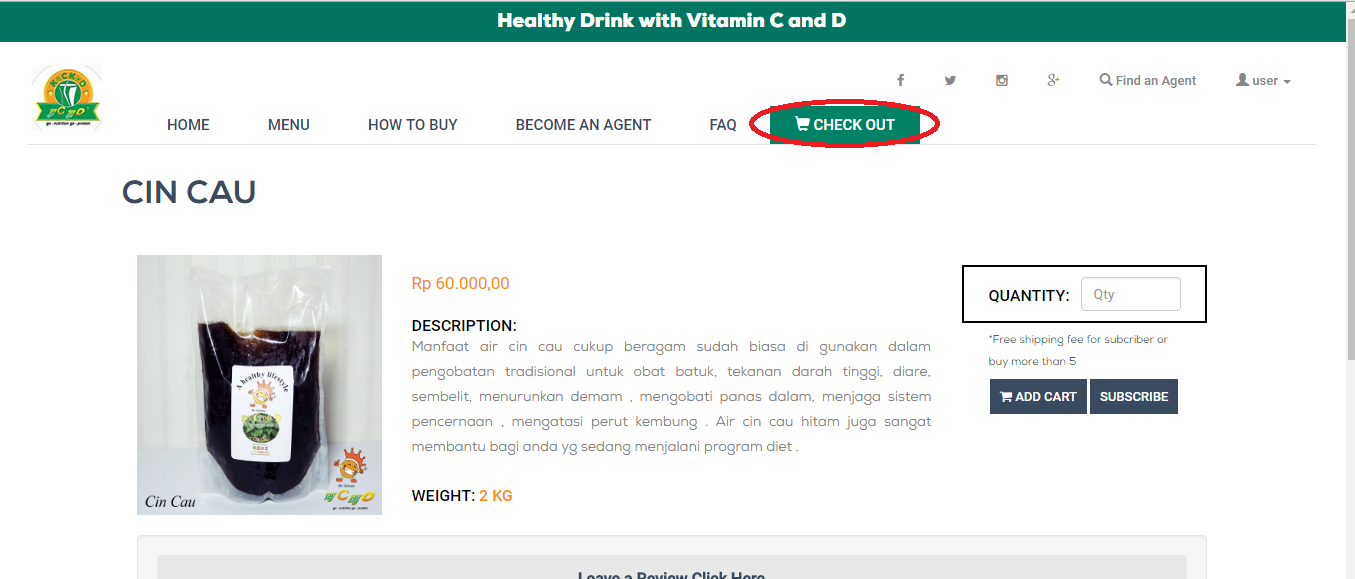 Healthy Drink with Vitamin C and D
Find an Agent
user
HOME
MENU
HOW TO BUY
BECOME AN AGENT
FAQ
CHECK OUT
CIN CAU
A healthy lifestyle
Cin Cau
Rp 60.000,00
DESCRIPTION:
Manfaat air cin cau cukup beragam sudah biasa di gunakan dalam
pengobatan tradisional untuk obat batuk, tekanan darah tinggi, diare,
sembelit, menurunkan demam , mengobati panas dalam, menjaga sistem
pencernaan , mengatasi perut kembung . Air cin cau hitam juga sangat
membantu bagi anda yg sedang menjalani program diet .
WEIGHT: 2 KG
QUANTITY: Qty
*Free shipping fee for subcriber or
buy more than 5
ADD CART
SUBSCRIBE
Leave a Review Click Here